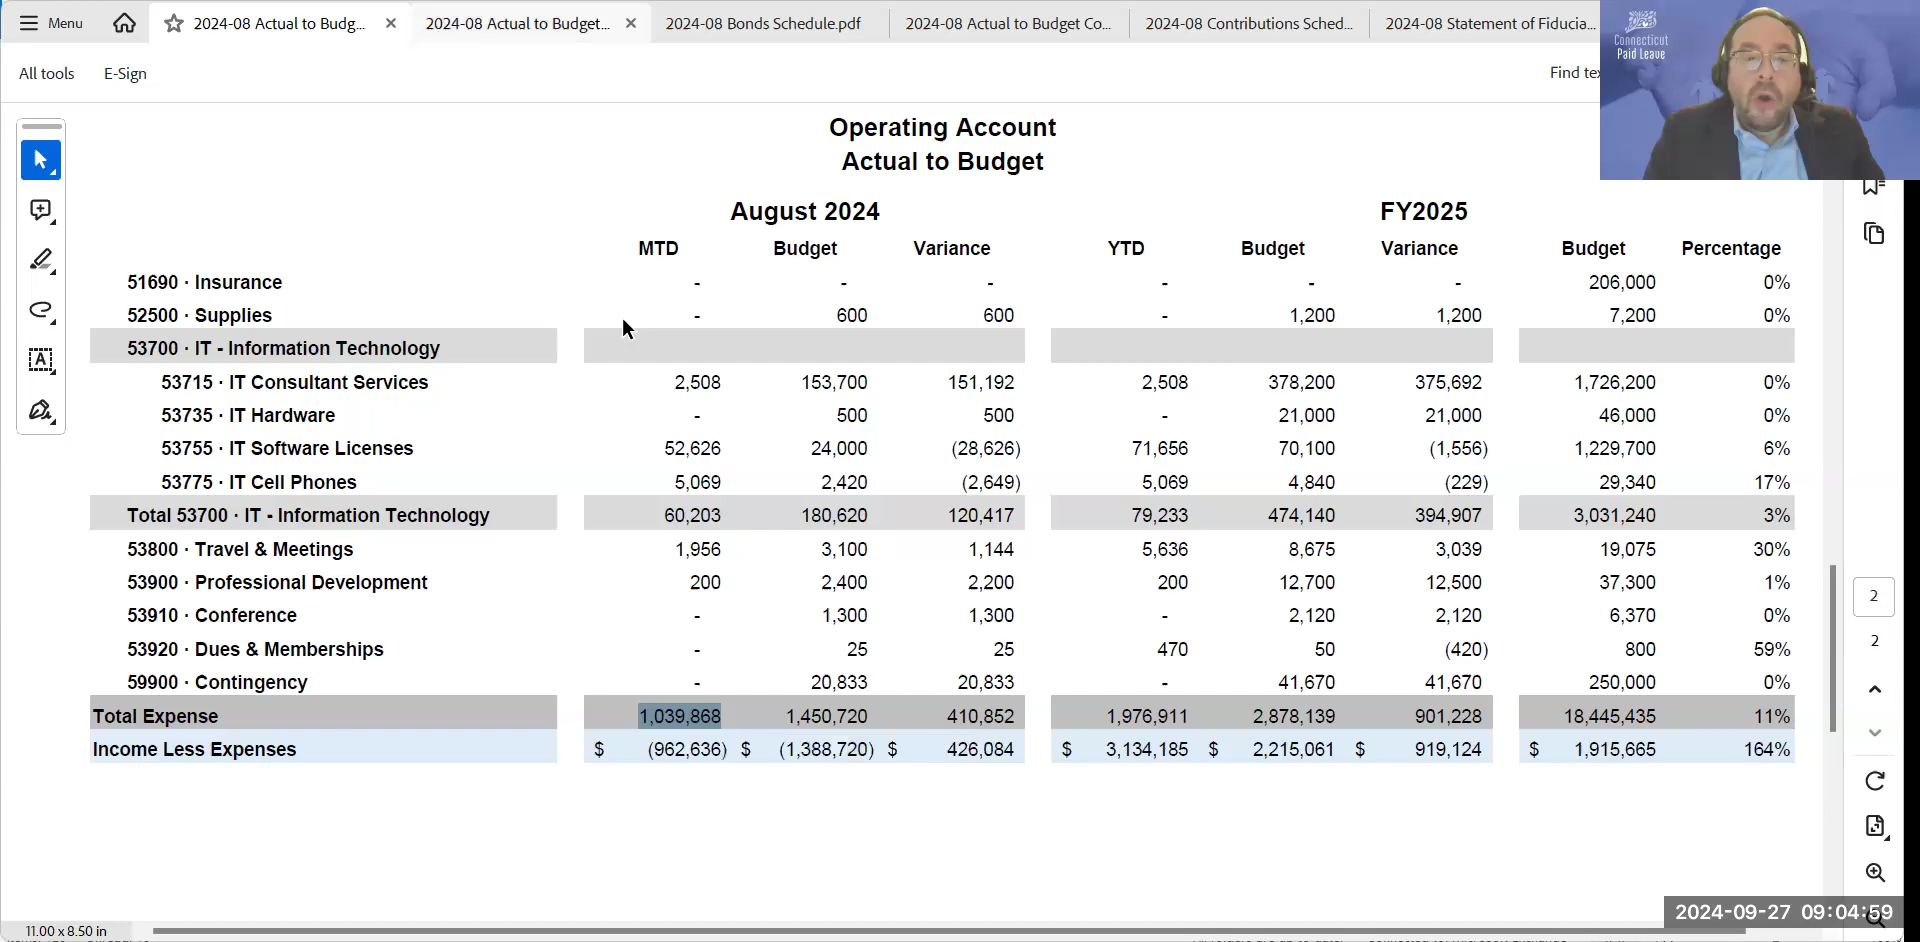 Menu
2024-08 Actual to Budg...
2024-08 Actual to Budget...
2024-08 Bonds Schedule.pdf
2024-08 Actual to Budget Co...
2024-08 Contributions Sched...
2024-08 Statement of Fiducia...
Connecticut
Paid Leave
All tools E-Sign
Find tex
Operating Account
Actual to Budget
August 2024 FY2025
MTD Budget Variance YTD Budget Variance Budget Percentage
51690 · Insurance - - - - - - 206,000 0%
52500 · Supplies - 600 600 - 1,200 1,200 7,200 0%
53700 · IT - Information Technology
53715 · IT Consultant Services 2,508 153,700 151,192 2,508 378,200 375,692 1,726,200 0%
53735 · IT Hardware - 500 500 - 21,000 21,000 46,000 0%
53755 · IT Software Licenses 52,626 24,000 (28,626) 71,656 70,100 (1,556) 1,229,700 6%
53775 · IT Cell Phones 5,069 2,420 (2,649) 5,069 4,840 (229) 29,340 17%
Total 53700 · IT - Information Technology 60,203 180,620 120,417 79,233 474,140 394,907 3,031,240 3%
53800 · Travel & Meetings 1,956 3,100 1,144 5,636 8,675 3,039 19,075 30%
53900 · Professional Development 200 2,400 2,200 200 12,700 12,500 37,300 1%
53910 · Conference - 1,300 1,300 - 2,120 2,120 6,370 0%
53920 · Dues & Memberships - 25 25 470 50 (420) 800 59%
59900 · Contingency - 20,833 20,833 - 41,670 41,670 250,000 0%
Total Expense 1,039,868 1,450,720 410,852 1,976,911 2,878,139 901,228 18,445,435 11%
Income Less Expenses $ (962,636) $ (1,388,720) $ 426,084 $ 3,134,185 $ 2,215,061 $ 919,124 $ 1,915,665 164%
2
2
2024-09-27 09:04:59
11.00 x 8.50 in